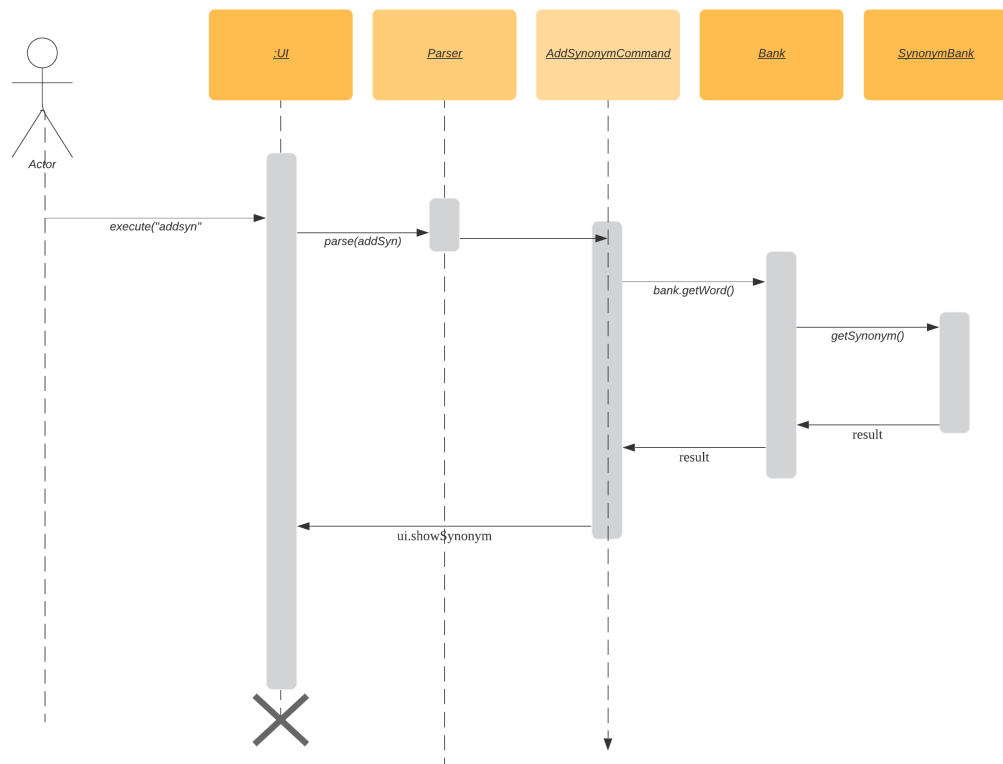 :UI
Parser
AddSynonymCommand
Bank
SynonymBank
Actor
execute("addsyn"
parse(addSyn)
bank.getWord()
getSynonym()
result
result
ui.showSynonym